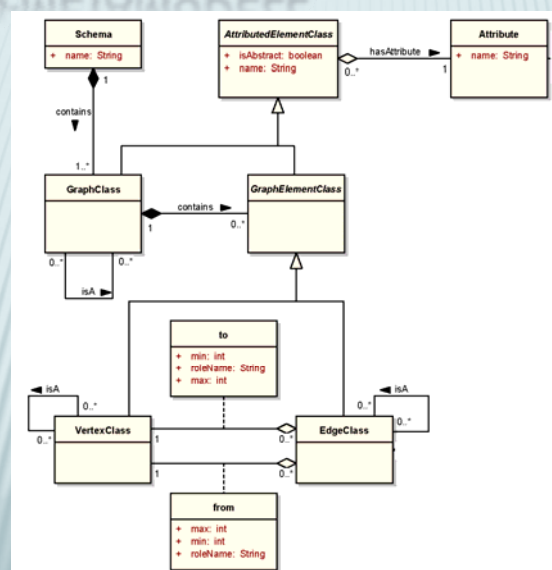 Schema
+ name: String
AttributedElementClass
+ isAbstract: boolean
+ name: String
hasAttribute
0..*
1
Attribute
+ name: String
1
contains
1..*
GraphClass
contains
1
0..*
GraphElementClass
0..*
0..*
isA
to
+ min: int
+ roleName: String
+ max: int
isA
0..*
0..*
VertexClass
1
0..*
1
0..*
EdgeClass
isA
0..*
0..*
from
+ max: int
+ min: int
+ roleName: String